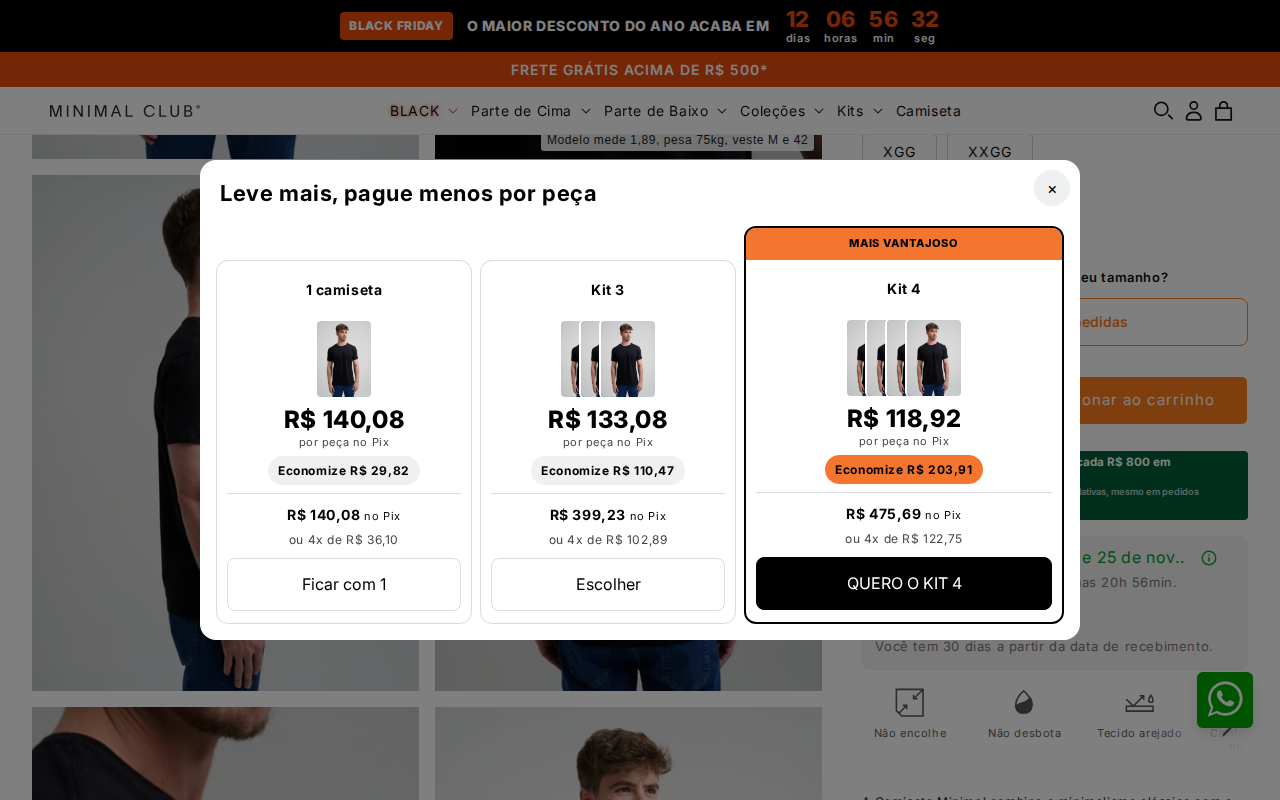 BLACK FRIDAY
O MAIOR DESCONTO DO ANO ACABA EM
12 06 56 32
dias horas min seg
FRETE GRÁTIS ACIMA DE R$ 500*
MINIMAL CLUB
BLACK Parte de Cima Parte de Baixo Coleções Kits Camiseta
Modelo mede 1,89, pesa 75kg, veste M e 42
XGG XXGG
Leve mais, pague menos por peça
×
1 camiseta
R$ 140,08
por peça no Pix
Economize R$ 29,82
R$ 140,08 no Pix
ou 4x de R$ 36,10
Ficar com 1
Kit 3
R$ 133,08
por peça no Pix
Economize R$ 110,47
R$ 399,23 no Pix
ou 4x de R$ 102,89
Escolher
MAIS VANTAJOSO
Kit 4
R$ 118,92
por peça no Pix
Economize R$ 203,91
R$ 475,69 no Pix
ou 4x de R$ 122,75
QUERO O KIT 4
eu tamanho?
edidas
onar ao carrinho
cada R$ 800 em
lativas, mesmo em pedidos
e 25 de nov..
as 20h 56min.
Você tem 30 dias a partir da data de recebimento.
Não encolhe
Não desbota
Tecido arejado